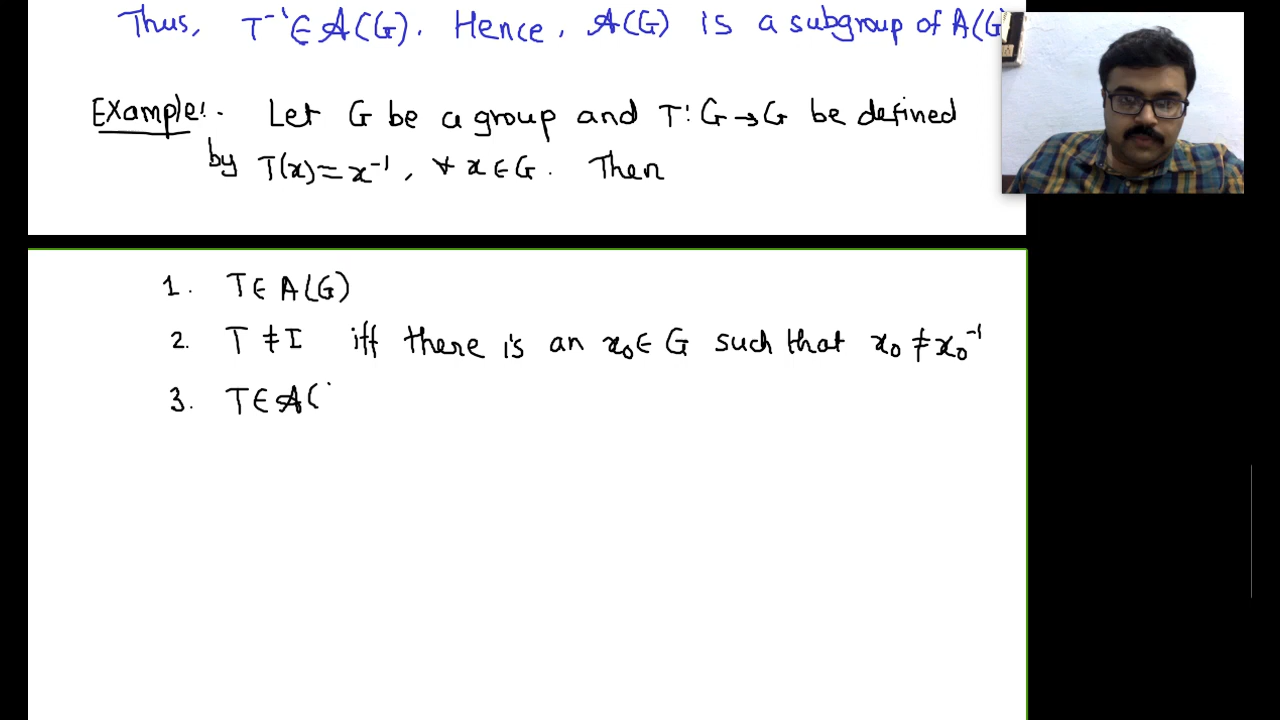 Thus, T⁻¹ ∈ 𝒜(G). Hence, 𝒜(G) is a subgroup of A(G
Example:- Let G be a group and T: G → G be defined
by T(x) = x⁻¹, ∀ x ∈ G. Then
1. T ∈ A(G)
2. T ≠ I iff there is an x₀ ∈ G such that x₀ ≠ x₀⁻¹
3. T ∈ 𝒜(